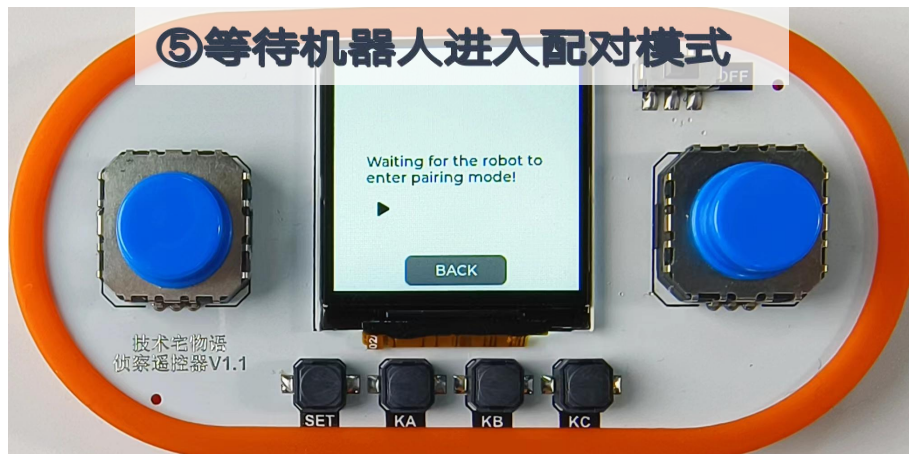 ⑤等待机器人进入配对模式
OFF
Waiting for the robot to
enter pairing mode!
BACK
技术宅物语
侦察遥控器V1.1
SET
KA
KB
KC